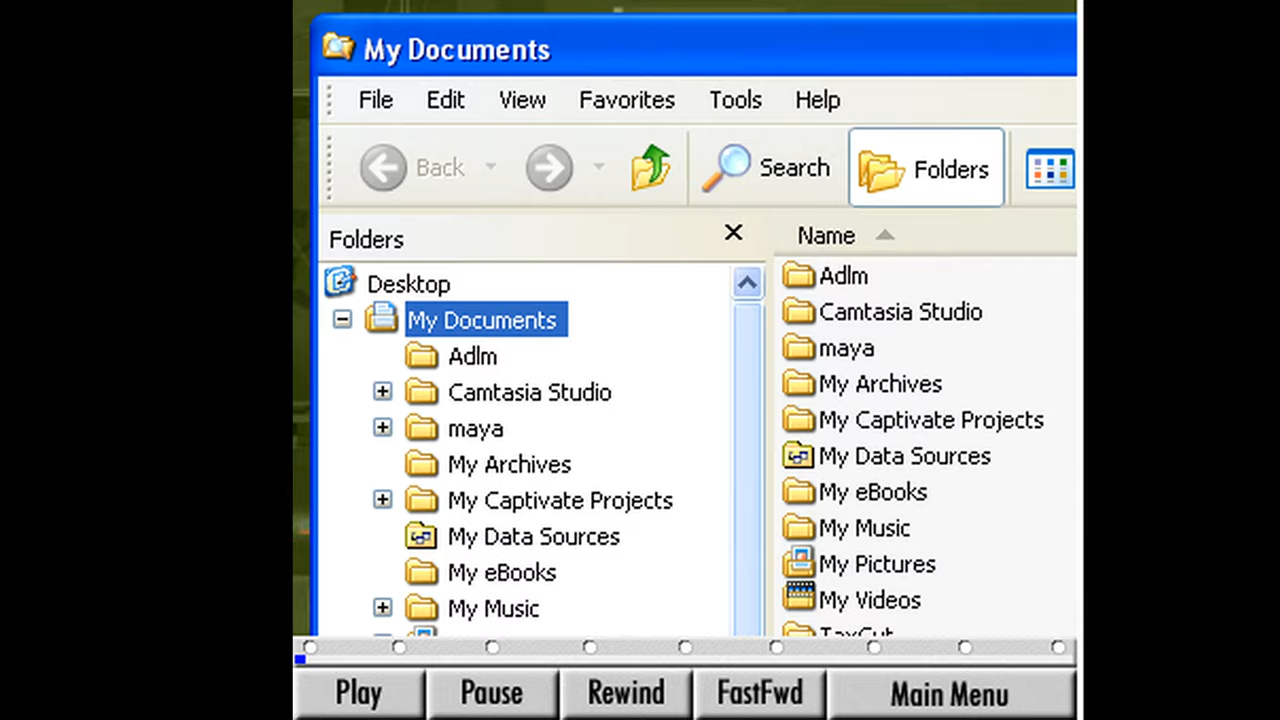 My Documents
File Edit View Favorites Tools Help
Back Search Folders
Folders
Name
Desktop
My Documents
Adlm
Camtasia Studio
maya
My Archives
My Captivate Projects
My Data Sources
My eBooks
My Music
Adlm
Camtasia Studio
maya
My Archives
My Captivate Projects
My Data Sources
My eBooks
My Music
My Pictures
My Videos
TaxCut
Play Pause Rewind FastFwd Main Menu